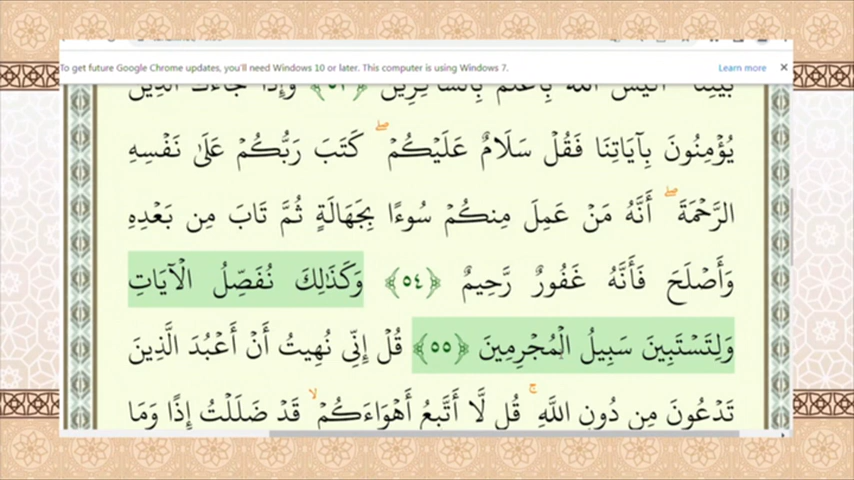 To get future Google Chrome updates, you'll need Windows 10 or later. This computer is using Windows 7. Learn more
يُؤْمِنُونَ بِآيَاتِنَا فَقُلْ سَلَامٌ عَلَيْكُمْ ۖ كَتَبَ رَبُّكُمْ عَلَىٰ نَفْسِهِ
الرَّحْمَةَ ۖ أَنَّهُ مَنْ عَمِلَ مِنكُمْ سُوءًا بِجَهَالَةٍ ثُمَّ تَابَ مِن بَعْدِهِ
وَأَصْلَحَ فَأَنَّهُ غَفُورٌ رَّحِيمٌ ﴿٥٤﴾ وَكَذَٰلِكَ نُفَصِّلُ الْآيَاتِ
وَلِتَسْتَبِينَ سَبِيلُ الْمُجْرِمِينَ ﴿٥٥﴾ قُلْ إِنِّي نُهِيتُ أَنْ أَعْبُدَ الَّذِينَ
تَدْعُونَ مِن دُونِ اللَّهِ ۚ قُل لَّا أَتَّبِعُ أَهْوَاءَكُمْ ۙ قَدْ ضَلَلْتُ إِذًا وَمَا